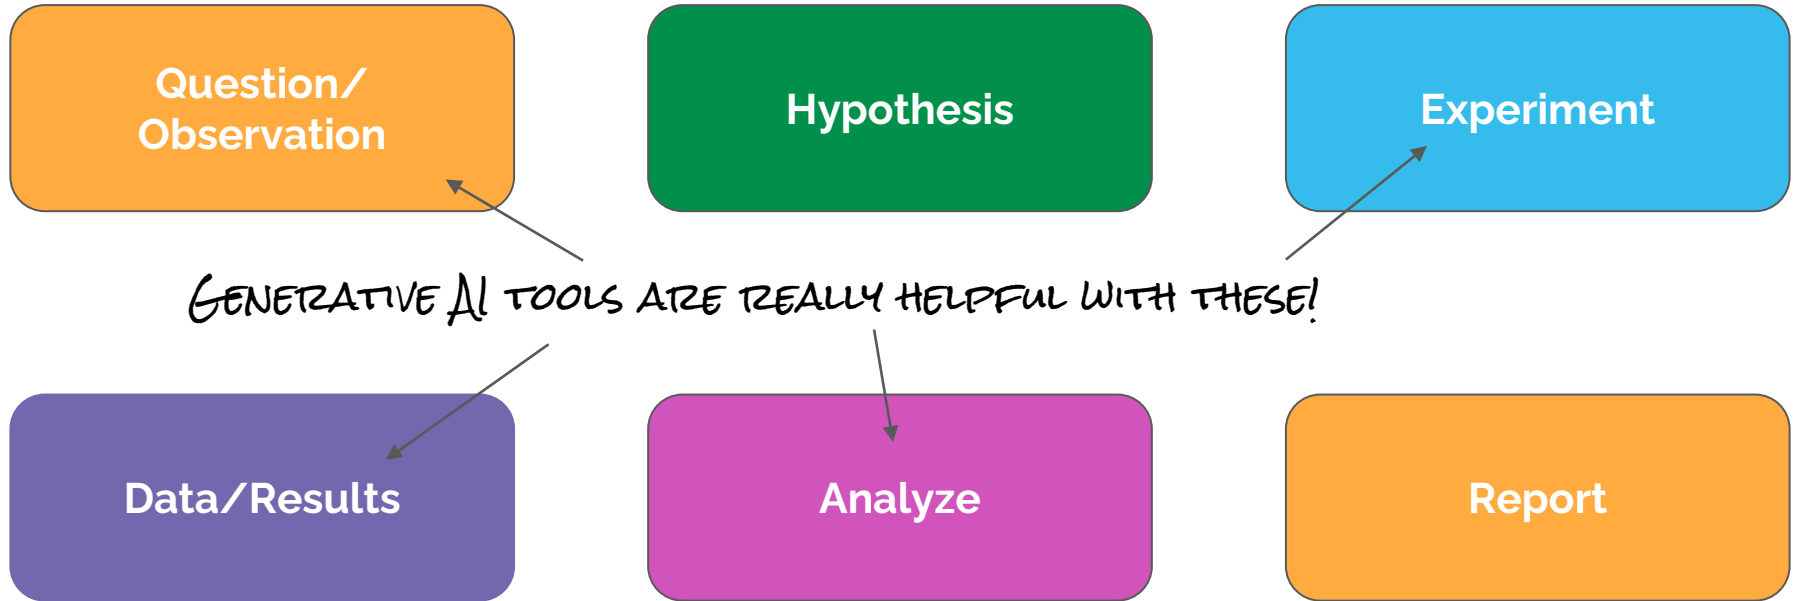 Question/
Observation
Hypothesis
Experiment
Generative AI tools are really helpful with these!
Data/Results
Analyze
Report